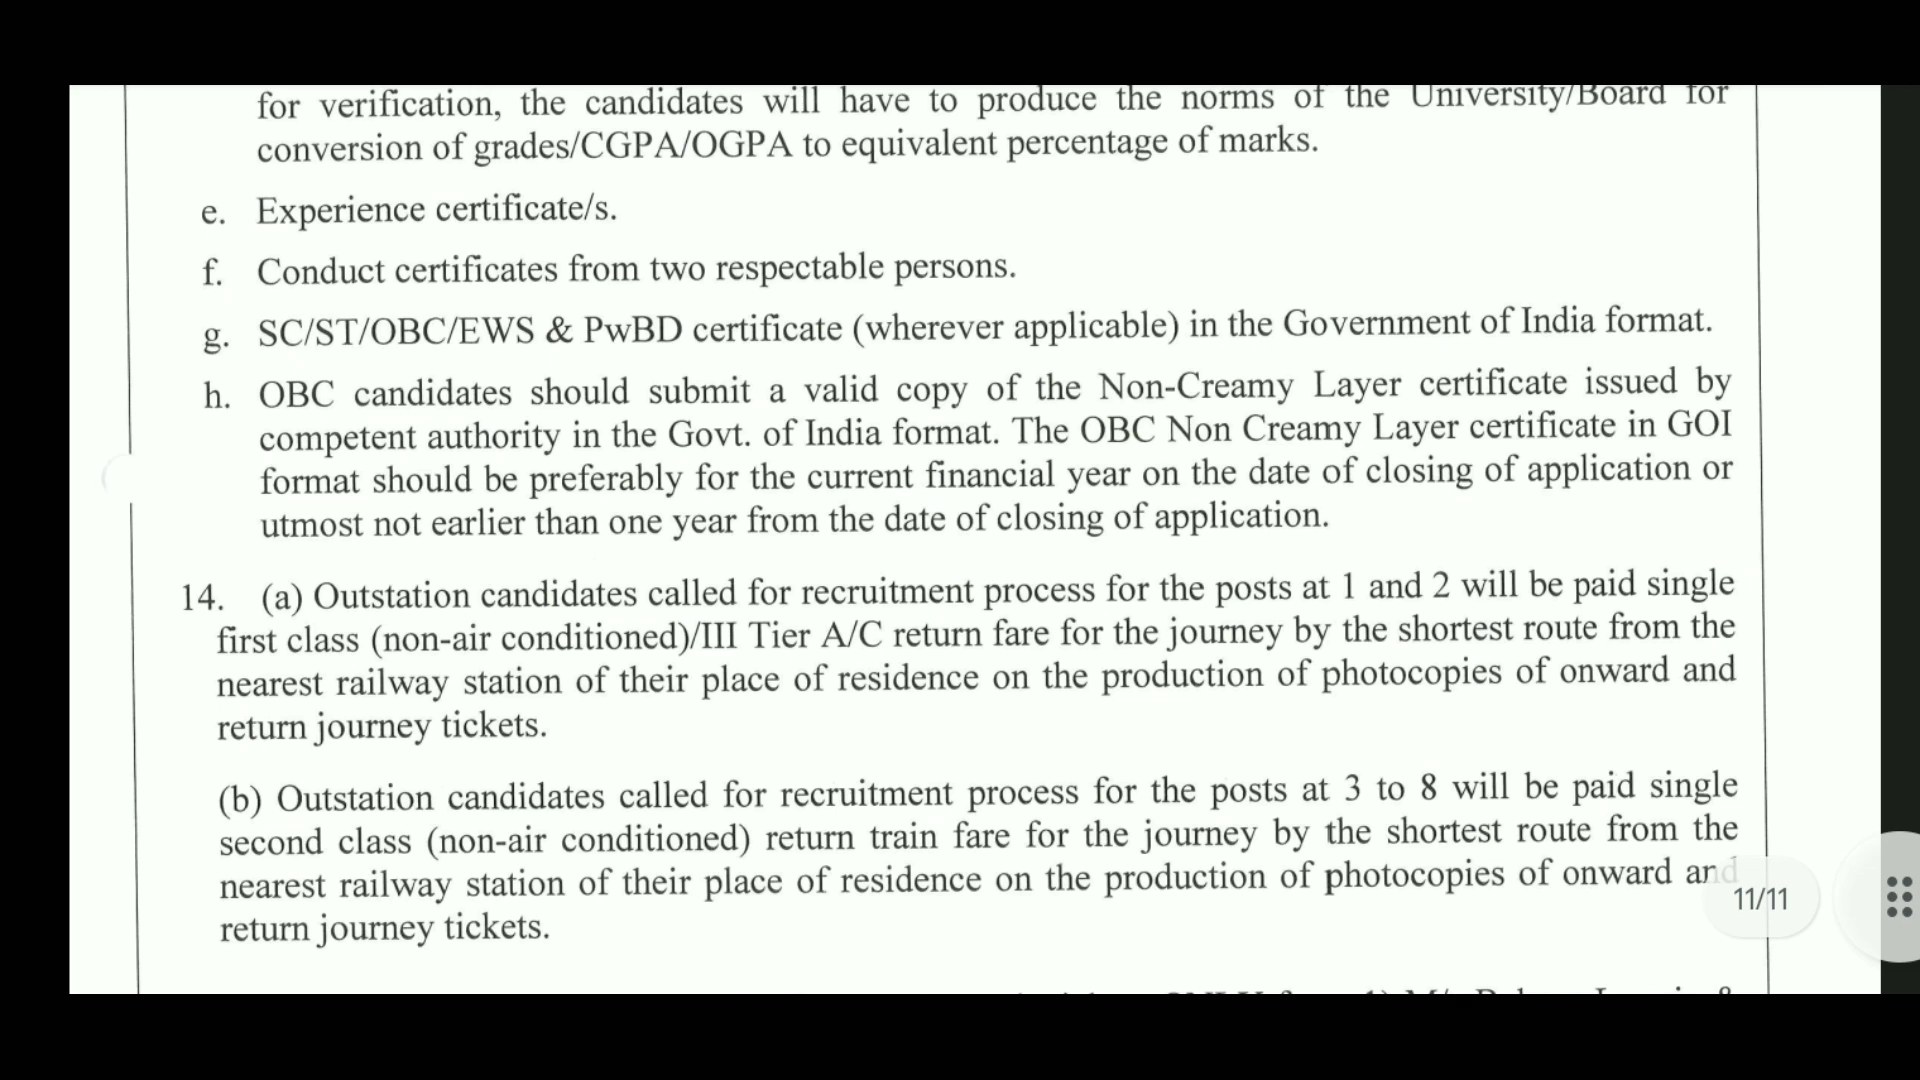 for verification, the candidates will have to produce the norms of the University/Board for
conversion of grades/CGPA/OGPA to equivalent percentage of marks.
e. Experience certificate/s.
f. Conduct certificates from two respectable persons.
g. SC/ST/OBC/EWS & PwBD certificate (wherever applicable) in the Government of India format.
h. OBC candidates should submit a valid copy of the Non-Creamy Layer certificate issued by
competent authority in the Govt. of India format. The OBC Non Creamy Layer certificate in GOI
format should be preferably for the current financial year on the date of closing of application or
utmost not earlier than one year from the date of closing of application.
14. (a) Outstation candidates called for recruitment process for the posts at 1 and 2 will be paid single
first class (non-air conditioned)/III Tier A/C return fare for the journey by the shortest route from the
nearest railway station of their place of residence on the production of photocopies of onward and
return journey tickets.
(b) Outstation candidates called for recruitment process for the posts at 3 to 8 will be paid single
second class (non-air conditioned) return train fare for the journey by the shortest route from the
nearest railway station of their place of residence on the production of photocopies of onward and
return journey tickets.
11/11